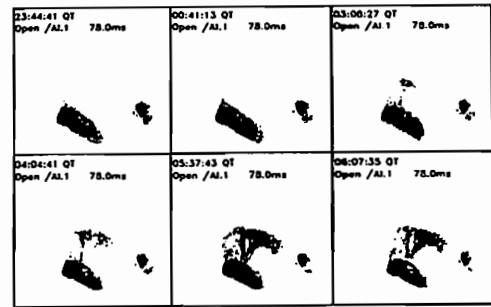 23:44:41 QT
Open /Al.1 78.0ms
00:41:13 QT
Open /Al.1 78.0ms
03:08:27 QT
Open /Al.1 78.0ms
04:04:41 QT
Open /Al.1 78.0ms
05:37:43 QT
Open /Al.1 78.0ms
06:07:35 QT
Open /Al.1 78.0ms